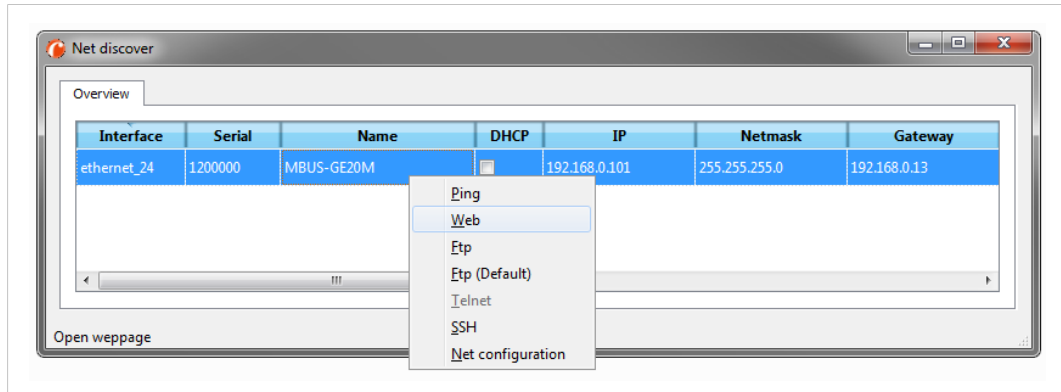 Net discover
Overview
Interface Serial Name DHCP IP Netmask Gateway
ethernet_24 1200000 MBUS-GE20M 192.168.0.101 255.255.255.0 192.168.0.13
Ping
Web
Ftp
Ftp (Default)
Telnet
SSH
Net configuration
Open weppage